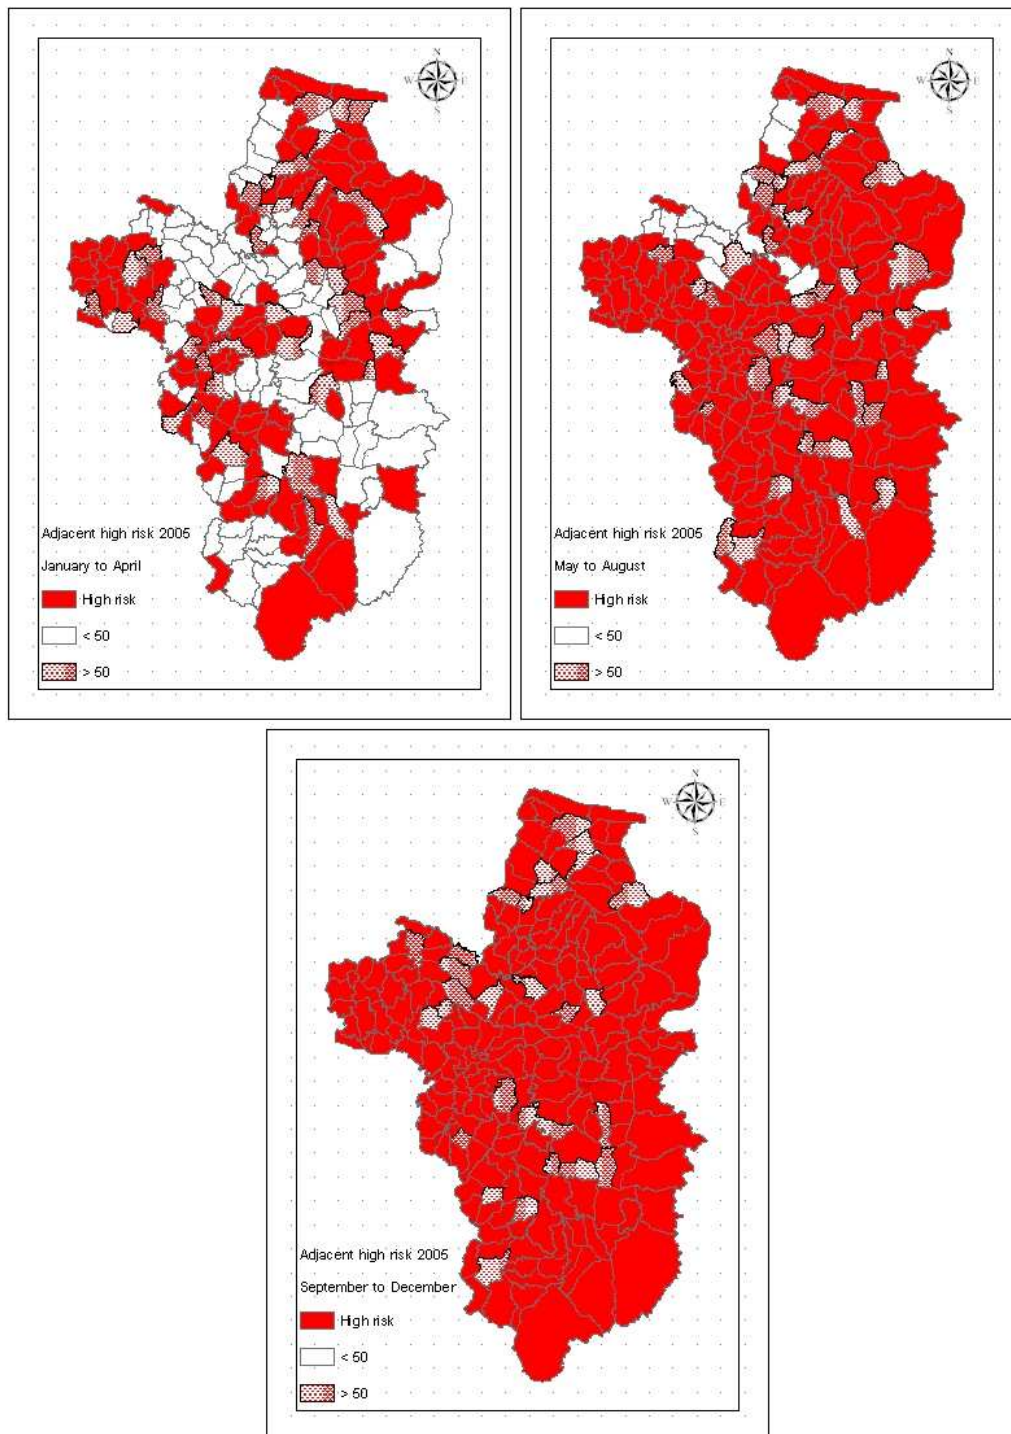 N
W E
S
Adjacent high risk 2005
January to April
High risk
< 50
> 50
N
W E
S
Adjacent high risk 2005
May to August
High risk
< 50
> 50
N
W E
S
Adjacent high risk 2005
September to December
High risk
< 50
> 50